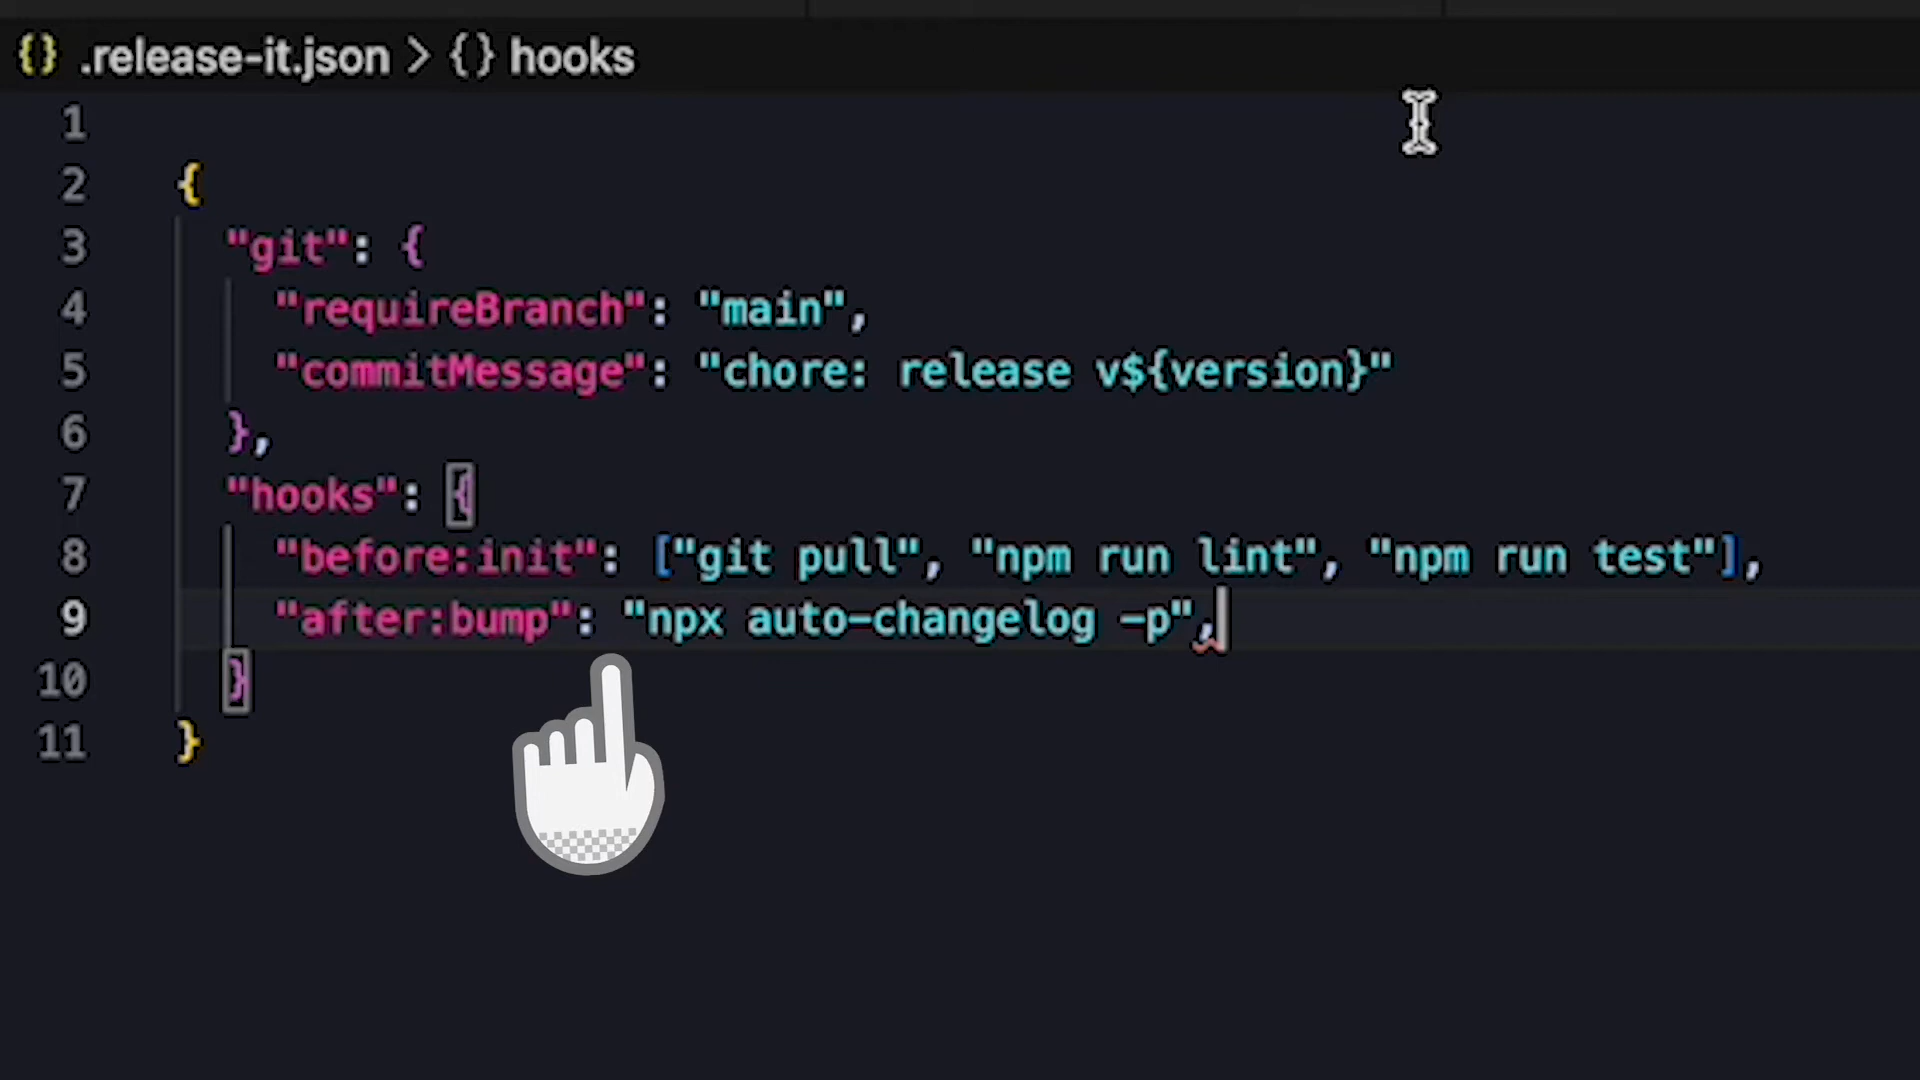 {} .release-it.json > {} hooks
1
2 {
3 "git": {
4 "requireBranch": "main",
5 "commitMessage": "chore: release v${version}"
6 },
7 "hooks": {
8 "before:init": ["git pull", "npm run lint", "npm run test"],
9 "after:bump": "npx auto-changelog -p",
10 }
11 }